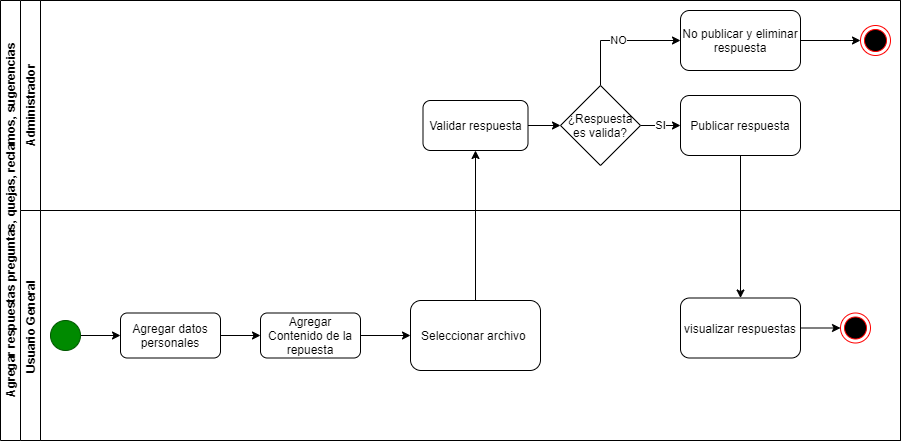 Agregar respuestas preguntas, quejas, reclamos, sugerencias
Administrador
No publicar y eliminar
respuesta
NO
Validar respuesta
¿Respuesta
es valida?
SI
Publicar respuesta
Usuario General
Agregar datos
personales
Agregar
Contenido de la
repuesta
Seleccionar archivo
visualizar respuestas